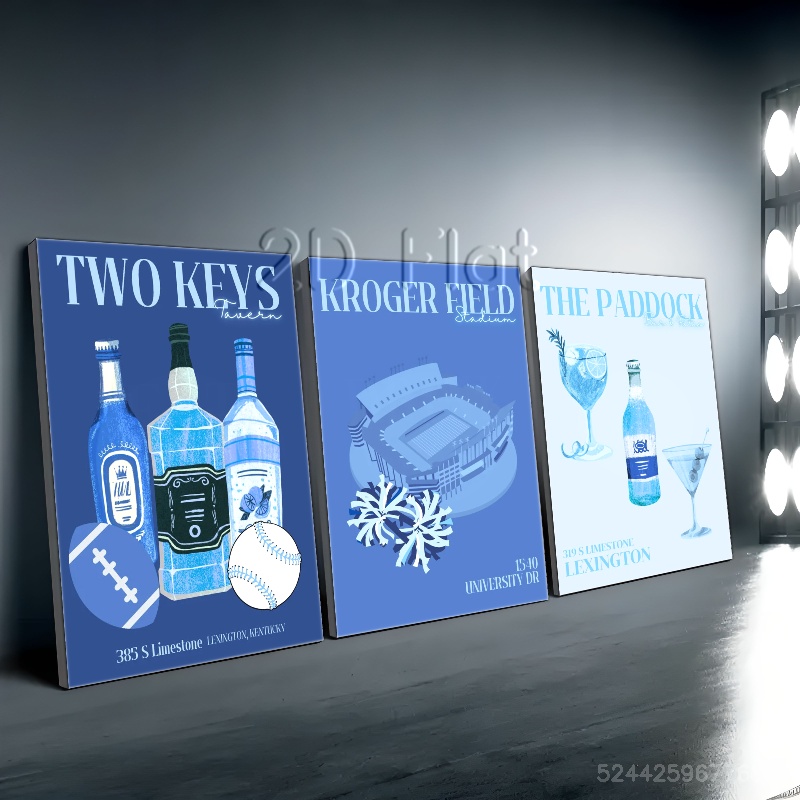 2D Flat
TWO KEYS
Tavern
385 S Limestone LEXINGTON, KENTUCKY
KROGER FIELD
Stadium
1540
UNIVERSITY DR
THE PADDOCK
319 S LIMESTONE
LEXINGTON